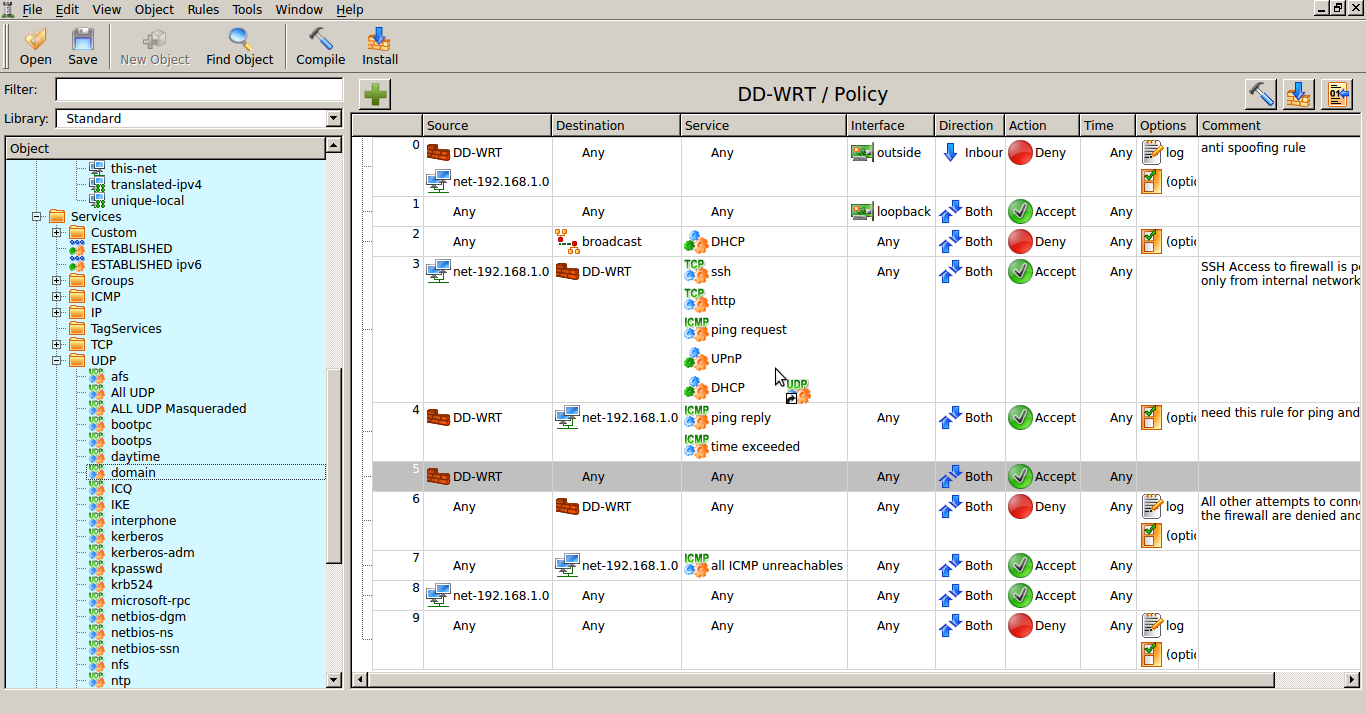 File Edit View Object Rules Tools Window Help
Open Save New Object Find Object Compile Install
Filter:
Library: Standard
Object
this-net
translated-ipv4
unique-local
Services
Custom
ESTABLISHED
ESTABLISHED ipv6
Groups
ICMP
IP
TagServices
TCP
UDP
afs
All UDP
ALL UDP Masqueraded
bootpc
bootps
daytime
domain
ICQ
IKE
interphone
kerberos
kerberos-adm
kpasswd
krb524
microsoft-rpc
netbios-dgm
netbios-ns
netbios-ssn
nfs
ntp
DD-WRT / Policy
Source Destination Service Interface Direction Action Time Options Comment
0 DD-WRT Any Any outside Inbour Deny Any log anti spoofing rule
net-192.168.1.0 (optic
1 Any Any Any loopback Both Accept Any
2 Any broadcast DHCP Any Both Deny Any (optic
3 net-192.168.1.0 DD-WRT TCP ssh Any Both Accept Any SSH Access to firewall is pe
only from internal network
TCP http
ICMP ping request
UPnP
DHCP UDP
4 DD-WRT net-192.168.1.0 ICMP ping reply Any Both Accept Any (optic need this rule for ping and
ICMP time exceeded
5 DD-WRT Any Any Any Both Accept Any
6 Any DD-WRT Any Any Both Deny Any log All other attempts to conne
the firewall are denied and
(optic
7 Any net-192.168.1.0 ICMP all ICMP unreachables Any Both Accept Any
8 net-192.168.1.0 Any Any Any Both Accept Any
9 Any Any Any Any Both Deny Any log
(optic